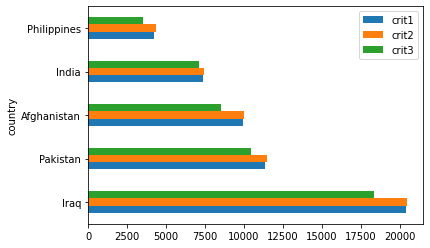 crit1
crit2
crit3
Philippines
India
Afghanistan
Pakistan
Iraq
country
0 2500 5000 7500 10000 12500 15000 17500 20000